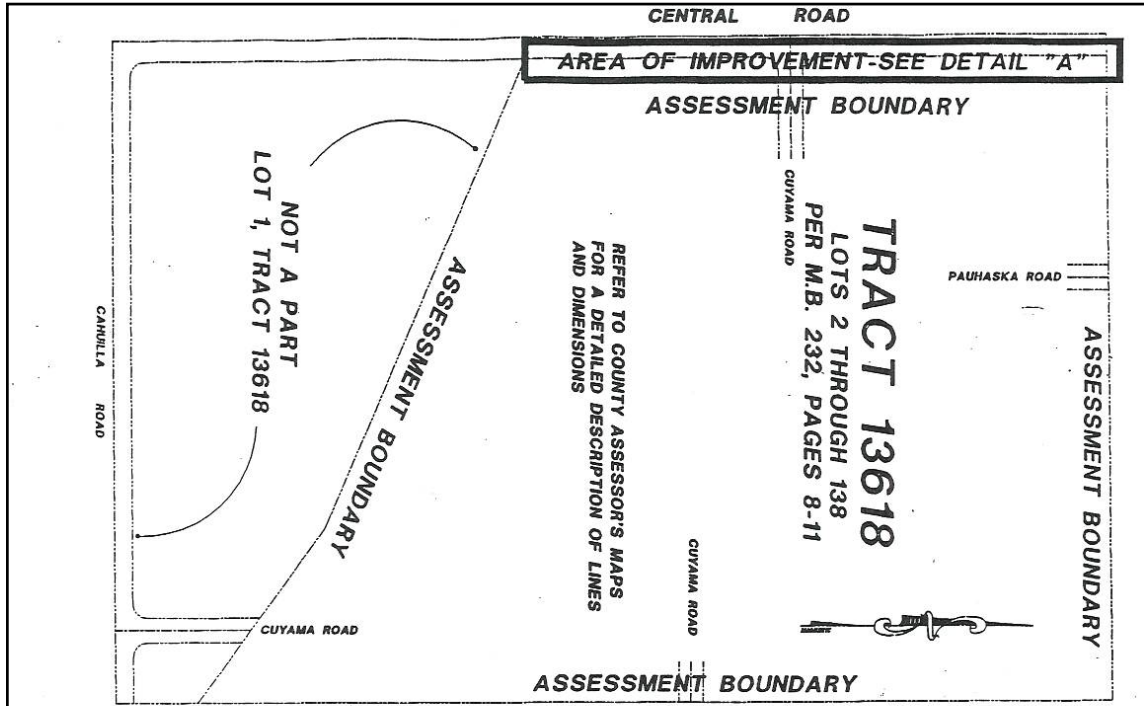 CENTRAL ROAD
AREA OF IMPROVEMENT-SEE DETAIL "A"
ASSESSMENT BOUNDARY
NOT A PART
LOT 1, TRACT 13618
CAHUILLA ROAD
ASSESSMENT BOUNDARY
REFER TO COUNTY ASSESSOR'S MAPS
FOR A DETAILED DESCRIPTION OF LINES
AND DIMENSIONS
CUYAMA ROAD
TRACT 13618
LOTS 2 THROUGH 138
PER M.B. 232, PAGES 8-11
PAUHASKA ROAD
ASSESSMENT BOUNDARY
CUYAMA ROAD
CUYAMA ROAD
ASSESSMENT BOUNDARY